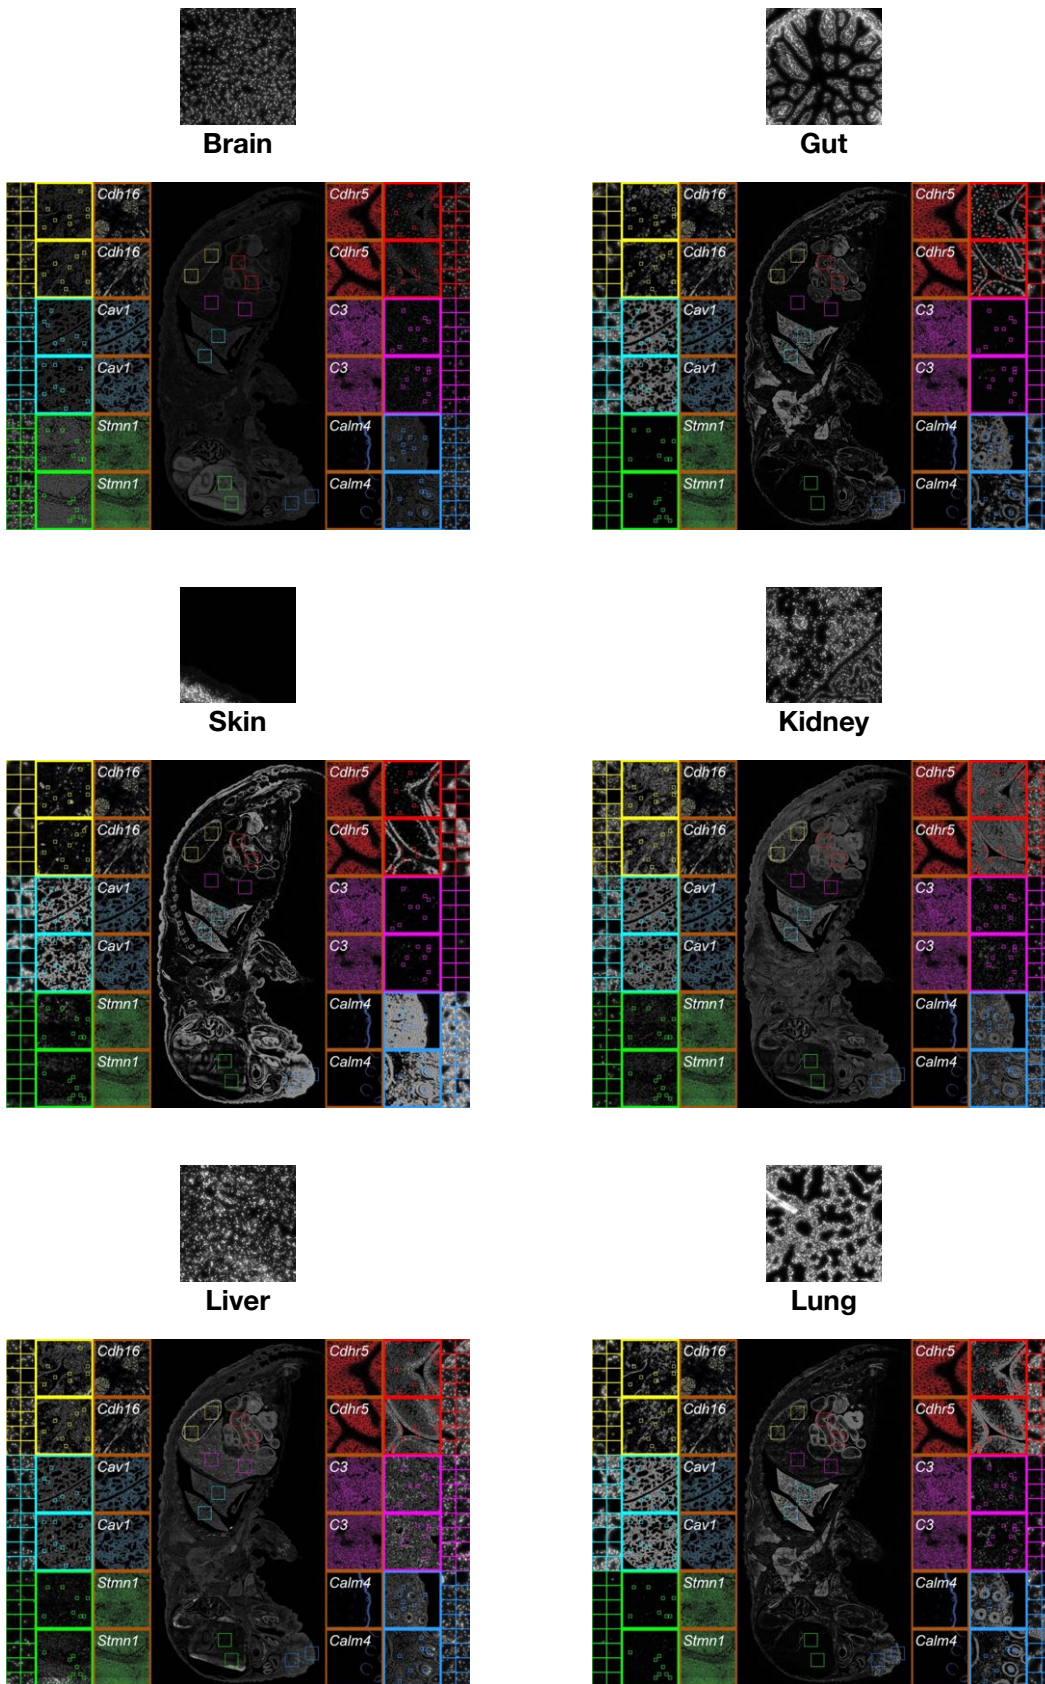 Brain
Gut
Cdh16
Cdhr5
Cdh16
Cdhr5
Cdh16
Cdhr5
Cdh16
Cdhr5
Cav1
C3
Cav1
C3
Cav1
C3
Cav1
C3
Stmn1
Calm4
Stmn1
Calm4
Stmn1
Calm4
Stmn1
Calm4
Skin
Kidney
Cdh16
Cdhr5
Cdh16
Cdhr5
Cdh16
Cdhr5
Cdh16
Cdhr5
Cav1
C3
Cav1
C3
Cav1
C3
Cav1
C3
Stmn1
Calm4
Stmn1
Calm4
Stmn1
Calm4
Stmn1
Calm4
Liver
Lung
Cdh16
Cdhr5
Cdh16
Cdhr5
Cdh16
Cdhr5
Cdh16
Cdhr5
Cav1
C3
Cav1
C3
Cav1
C3
Cav1
C3
Stmn1
Calm4
Stmn1
Calm4
Stmn1
Calm4
Stmn1
Calm4